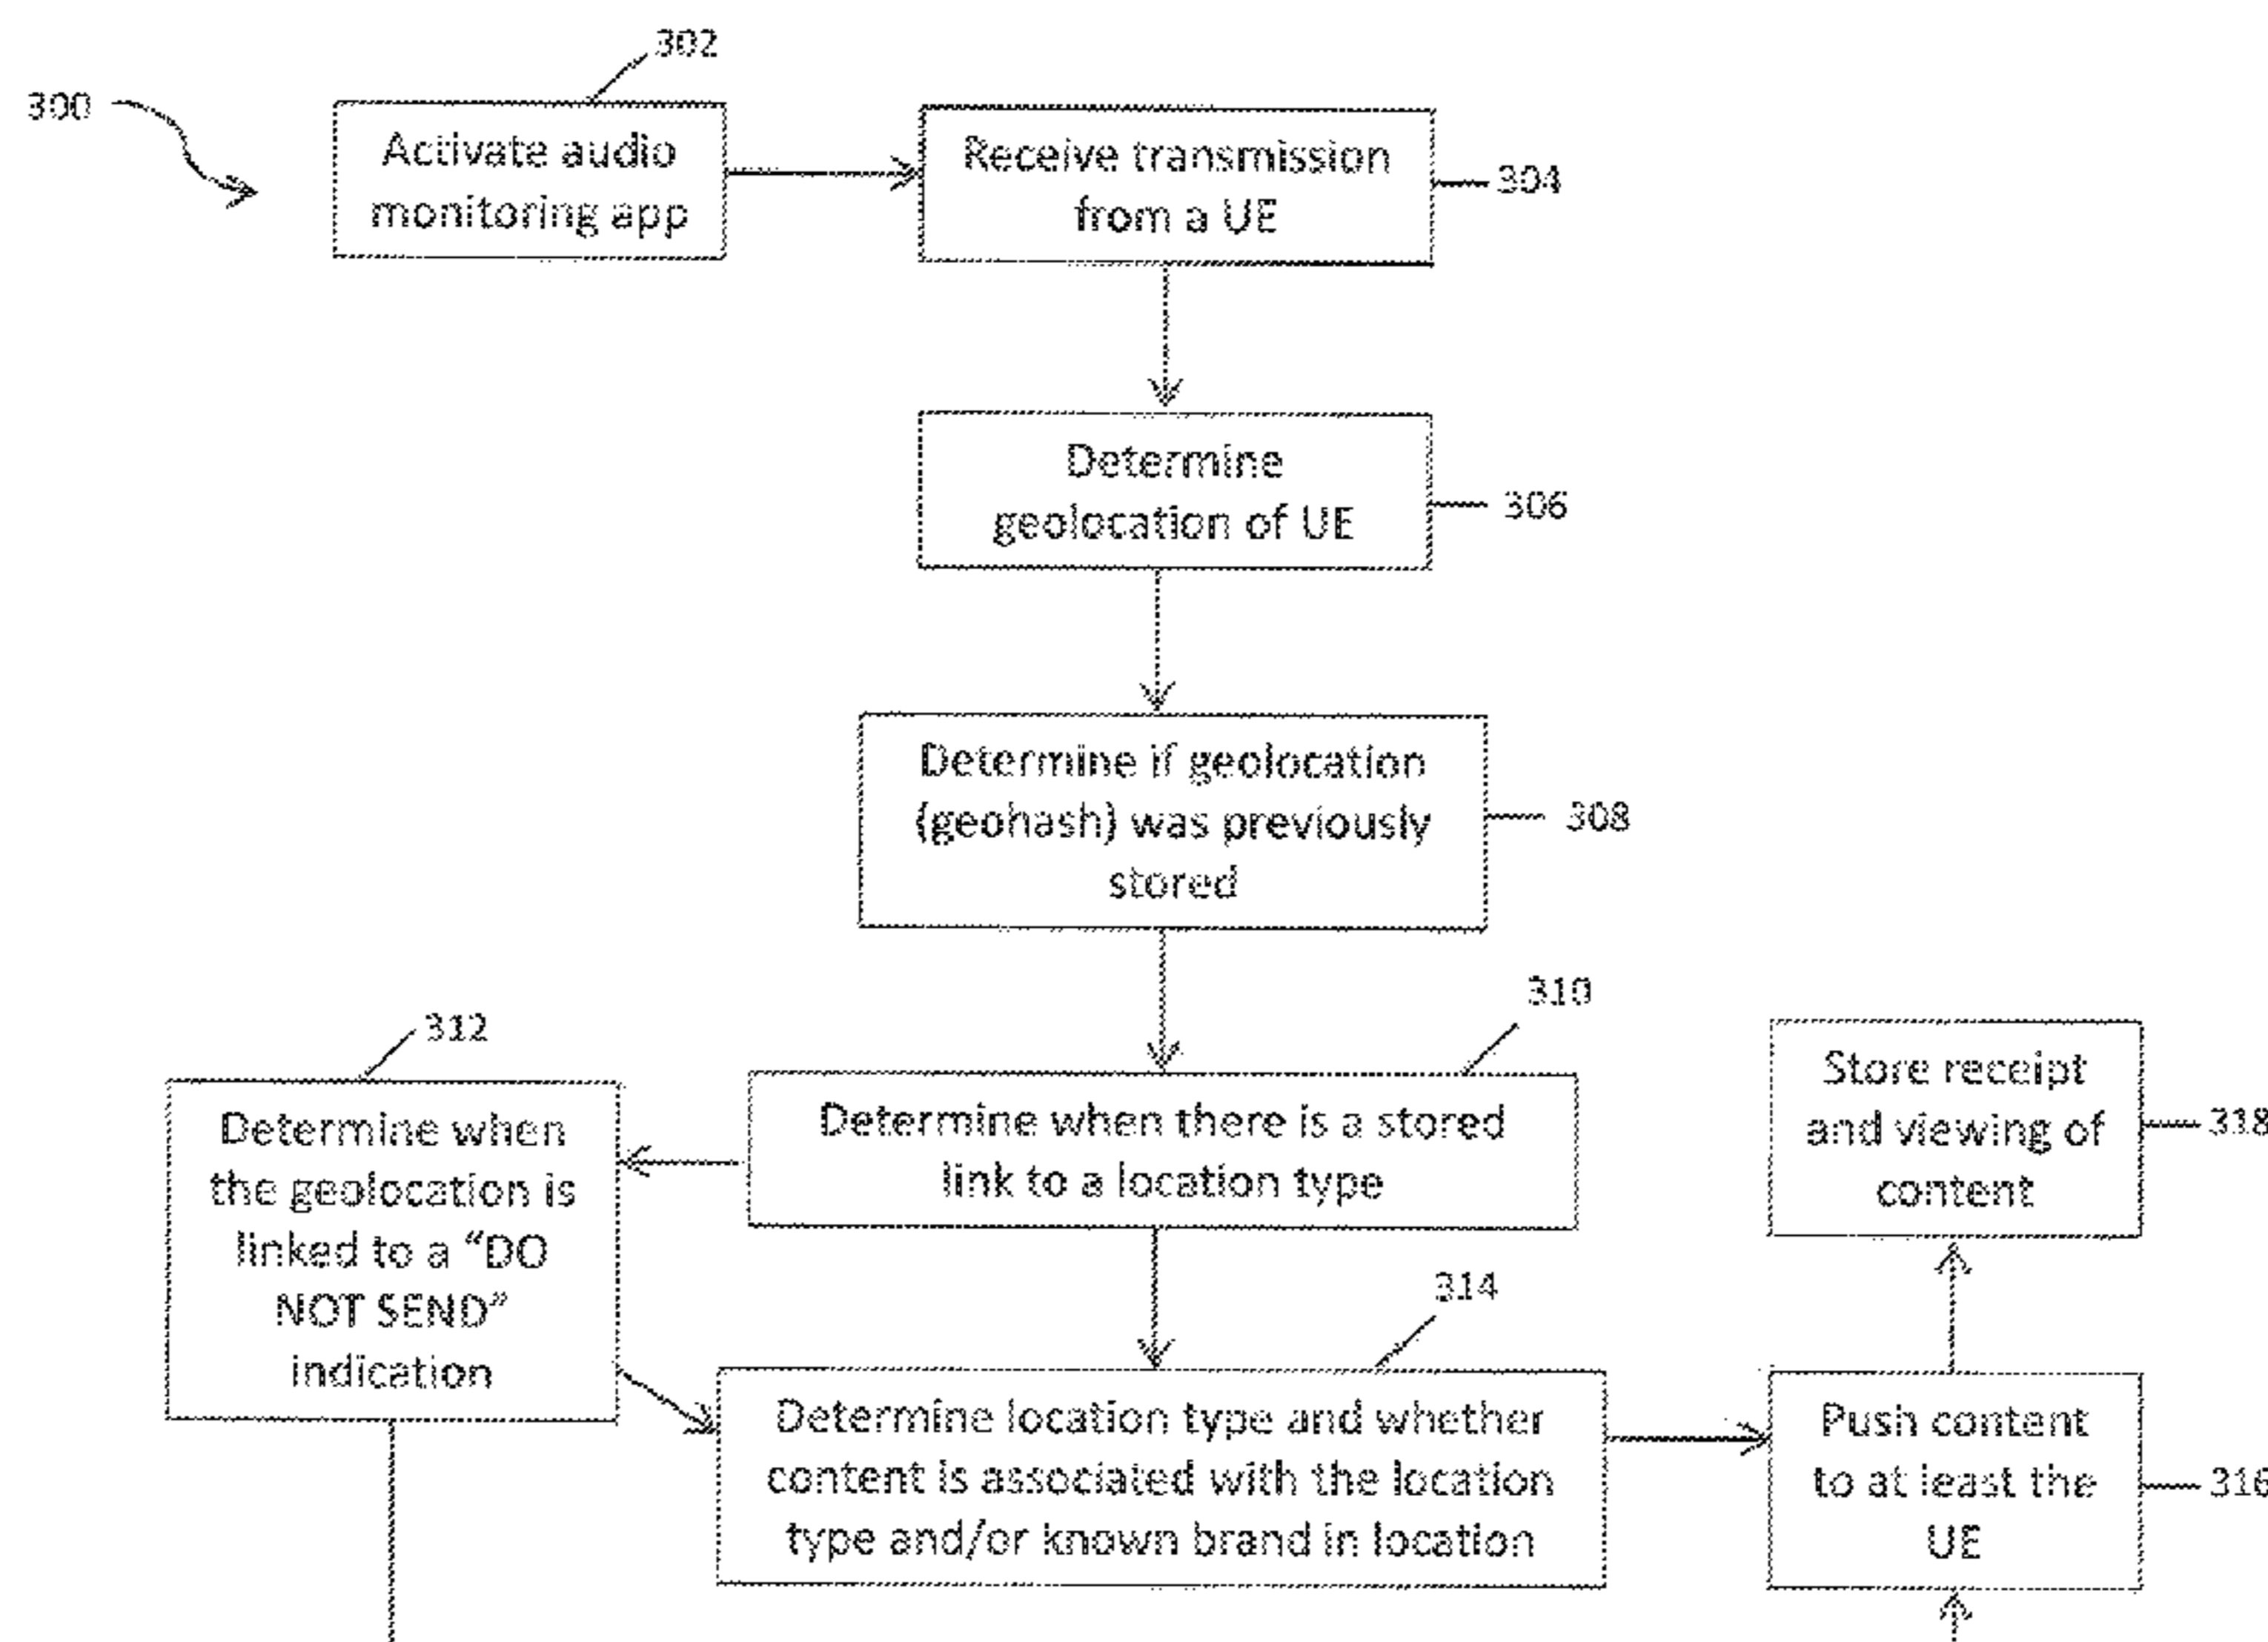 302
300
Activate audio
monitoring app
Receive transmission
from a UE
304
Determine
geolocation of UE
306
Determine if geolocation
(geohash) was previously
stored
308
310
312
Determine when
the geolocation is
linked to a “DO
NOT SEND”
indication
Determine when there is a stored
link to a location type
Store receipt
and viewing of
content
318
314
Determine location type and whether
content is associated with the location
type and/or known brand in location
Push content
to at least the
UE
316